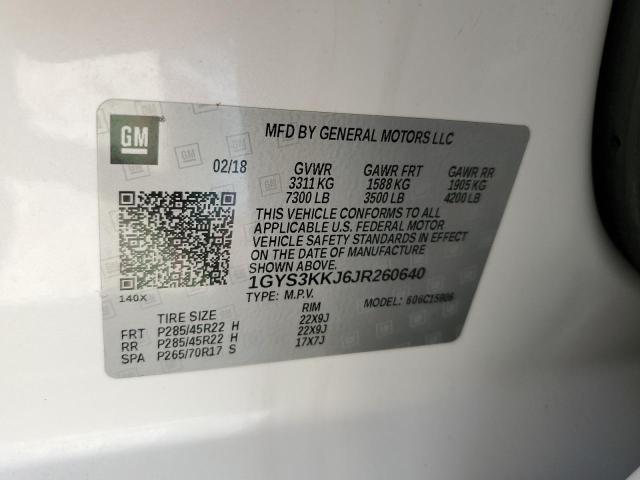 GM
MFD BY GENERAL MOTORS LLC
02/18
GVWR GAWR FRT GAWR RR
3311 KG 1588 KG 1905 KG
7300 LB 3500 LB 4200 LB
THIS VEHICLE CONFORMS TO ALL
APPLICABLE U.S. FEDERAL MOTOR
VEHICLE SAFETY STANDARDS IN EFFECT
ON THE DATE OF MANUFACTURE
SHOWN ABOVE.
1GYS3KKJ6JR260640
140X
TYPE: M.P.V. MODEL: 606C15906
TIRE SIZE RIM
FRT P285/45R22 H 22X9J
RR P285/45R22 H 22X9J
SPA P265/70R17 S 17X7J